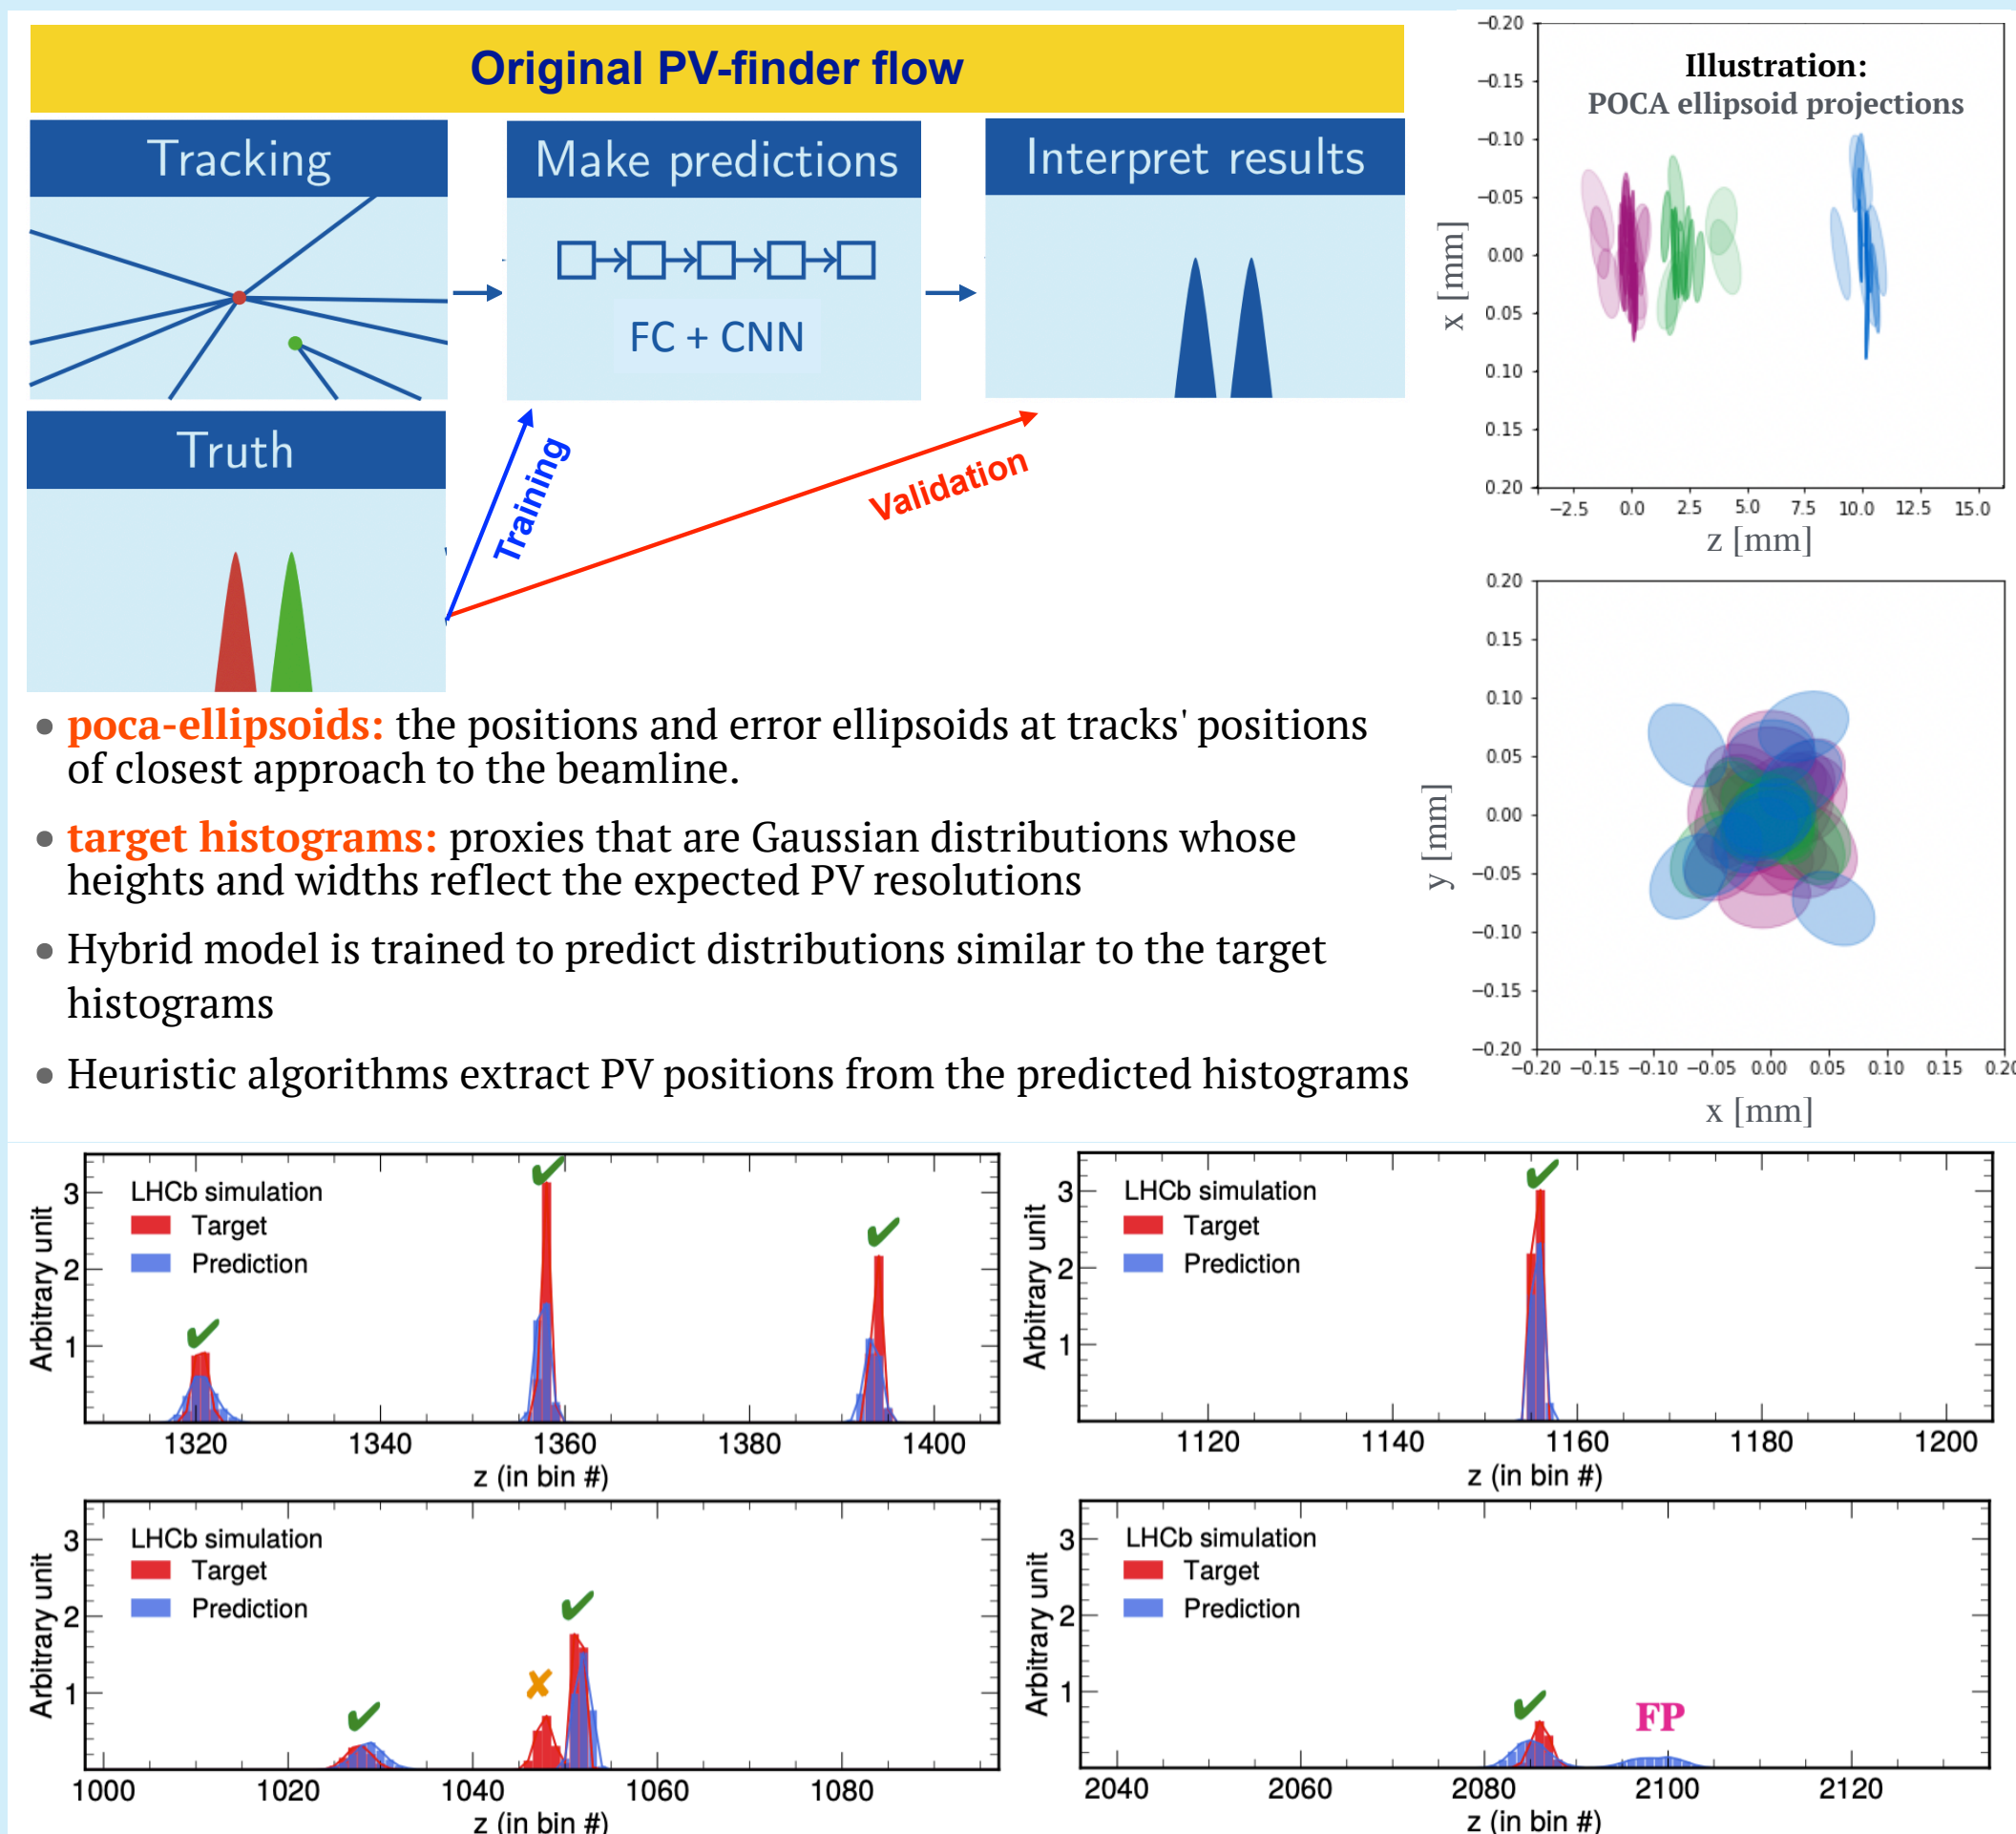 Original PV-finder flow
Tracking
Make predictions
FC + CNN
Interpret results
Truth
Training
Validation
• poca-ellipsoids: the positions and error ellipsoids at tracks' positions
of closest approach to the beamline.
• target histograms: proxies that are Gaussian distributions whose
heights and widths reflect the expected PV resolutions
• Hybrid model is trained to predict distributions similar to the target
histograms
• Heuristic algorithms extract PV positions from the predicted histograms
Illustration:
POCA ellipsoid projections
−0.20
−0.15
−0.10
−0.05
0.00
0.05
0.10
0.15
0.20
x [mm]
−2.5 0.0 2.5 5.0 7.5 10.0 12.5 15.0
z [mm]
0.20
0.15
0.10
0.05
0.00
−0.05
−0.10
−0.15
−0.20
y [mm]
−0.20 −0.15 −0.10 −0.05 0.00 0.05 0.10 0.15 0.20
x [mm]
LHCb simulation
Target
Prediction
3
2
1
Arbitrary unit
1320 1340 1360 1380 1400
z (in bin #)
LHCb simulation
Target
Prediction
3
2
1
Arbitrary unit
1120 1140 1160 1180 1200
z (in bin #)
LHCb simulation
Target
Prediction
3
2
1
Arbitrary unit
1000 1020 1040 1060 1080
z (in bin #)
LHCb simulation
Target
Prediction
FP
3
2
1
Arbitrary unit
2040 2060 2080 2100 2120
z (in bin #)